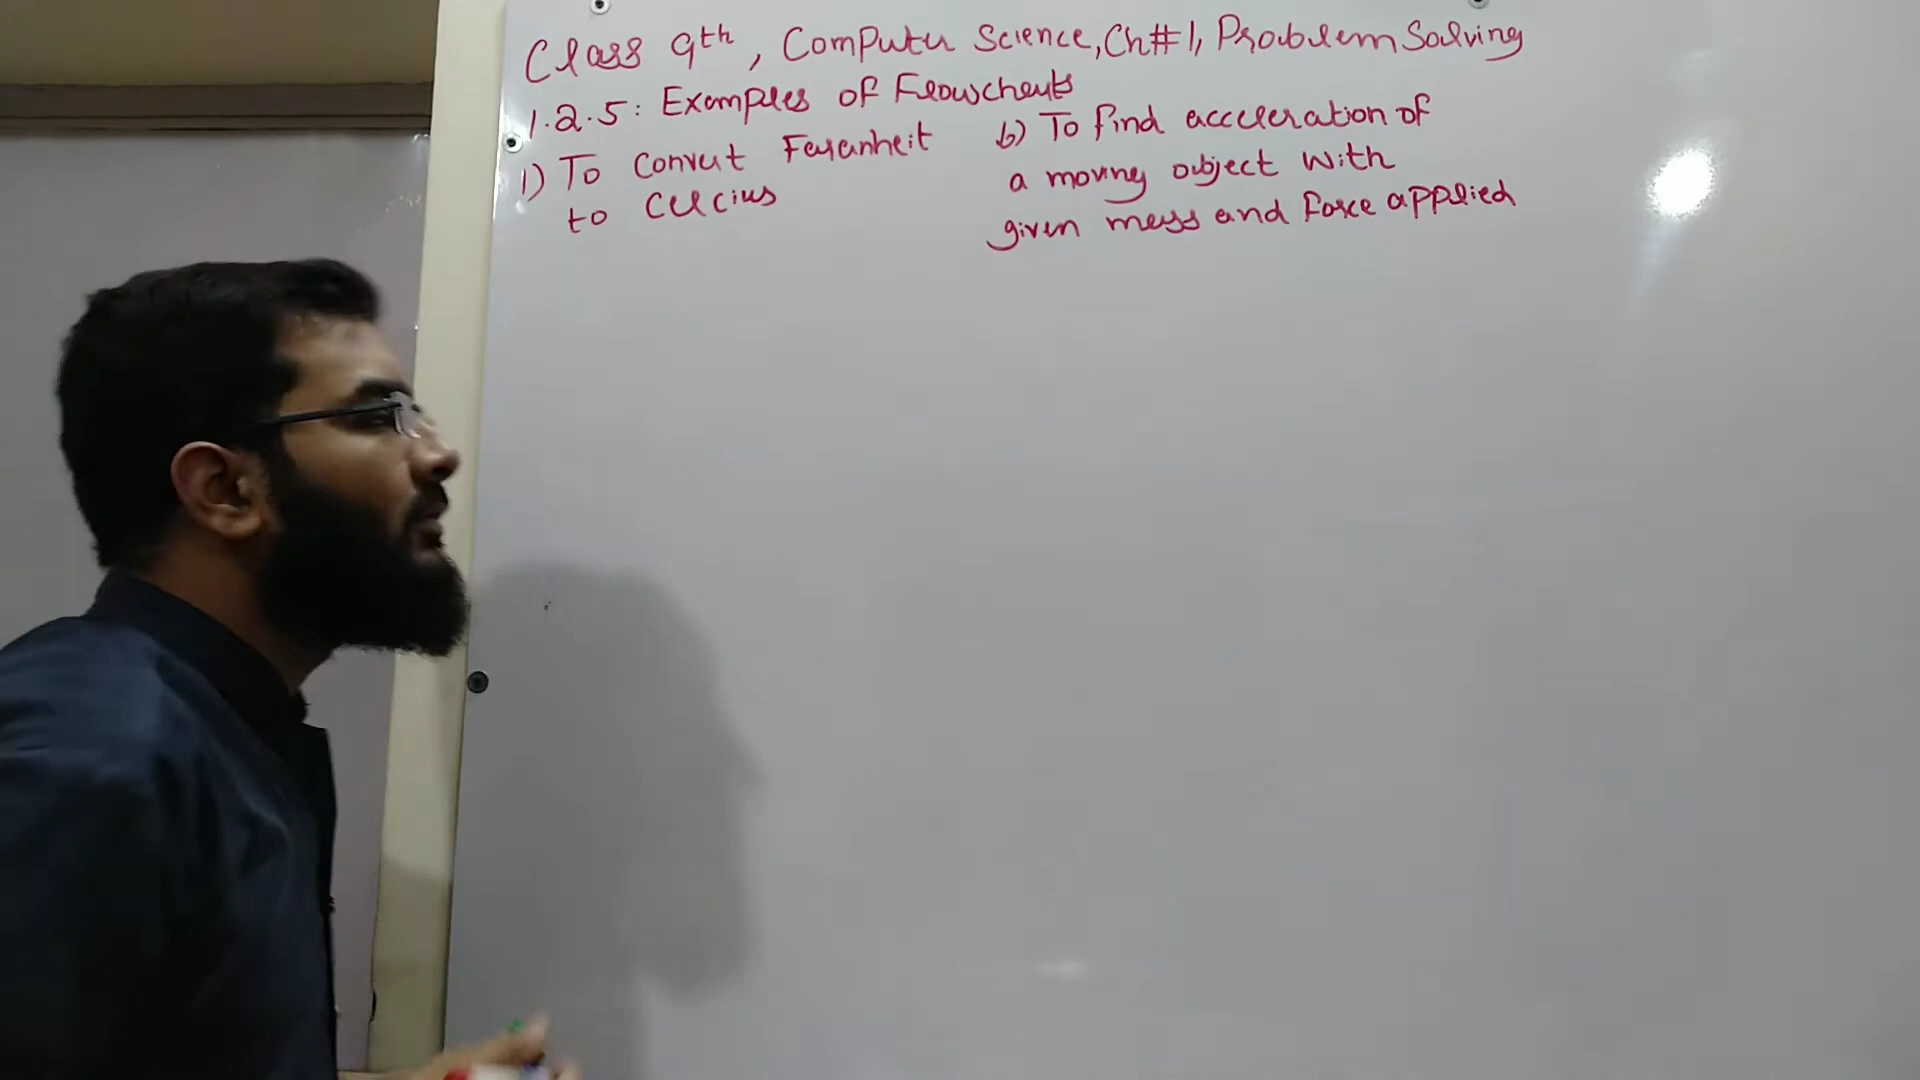 Class 9th, Computer Science, Ch#1, Problem Solving
1.2.5: Examples of Flowcharts
1) To Convert Faranheit
to Celcius
b) To find acceleration of
a moving object with
given mass and force applied